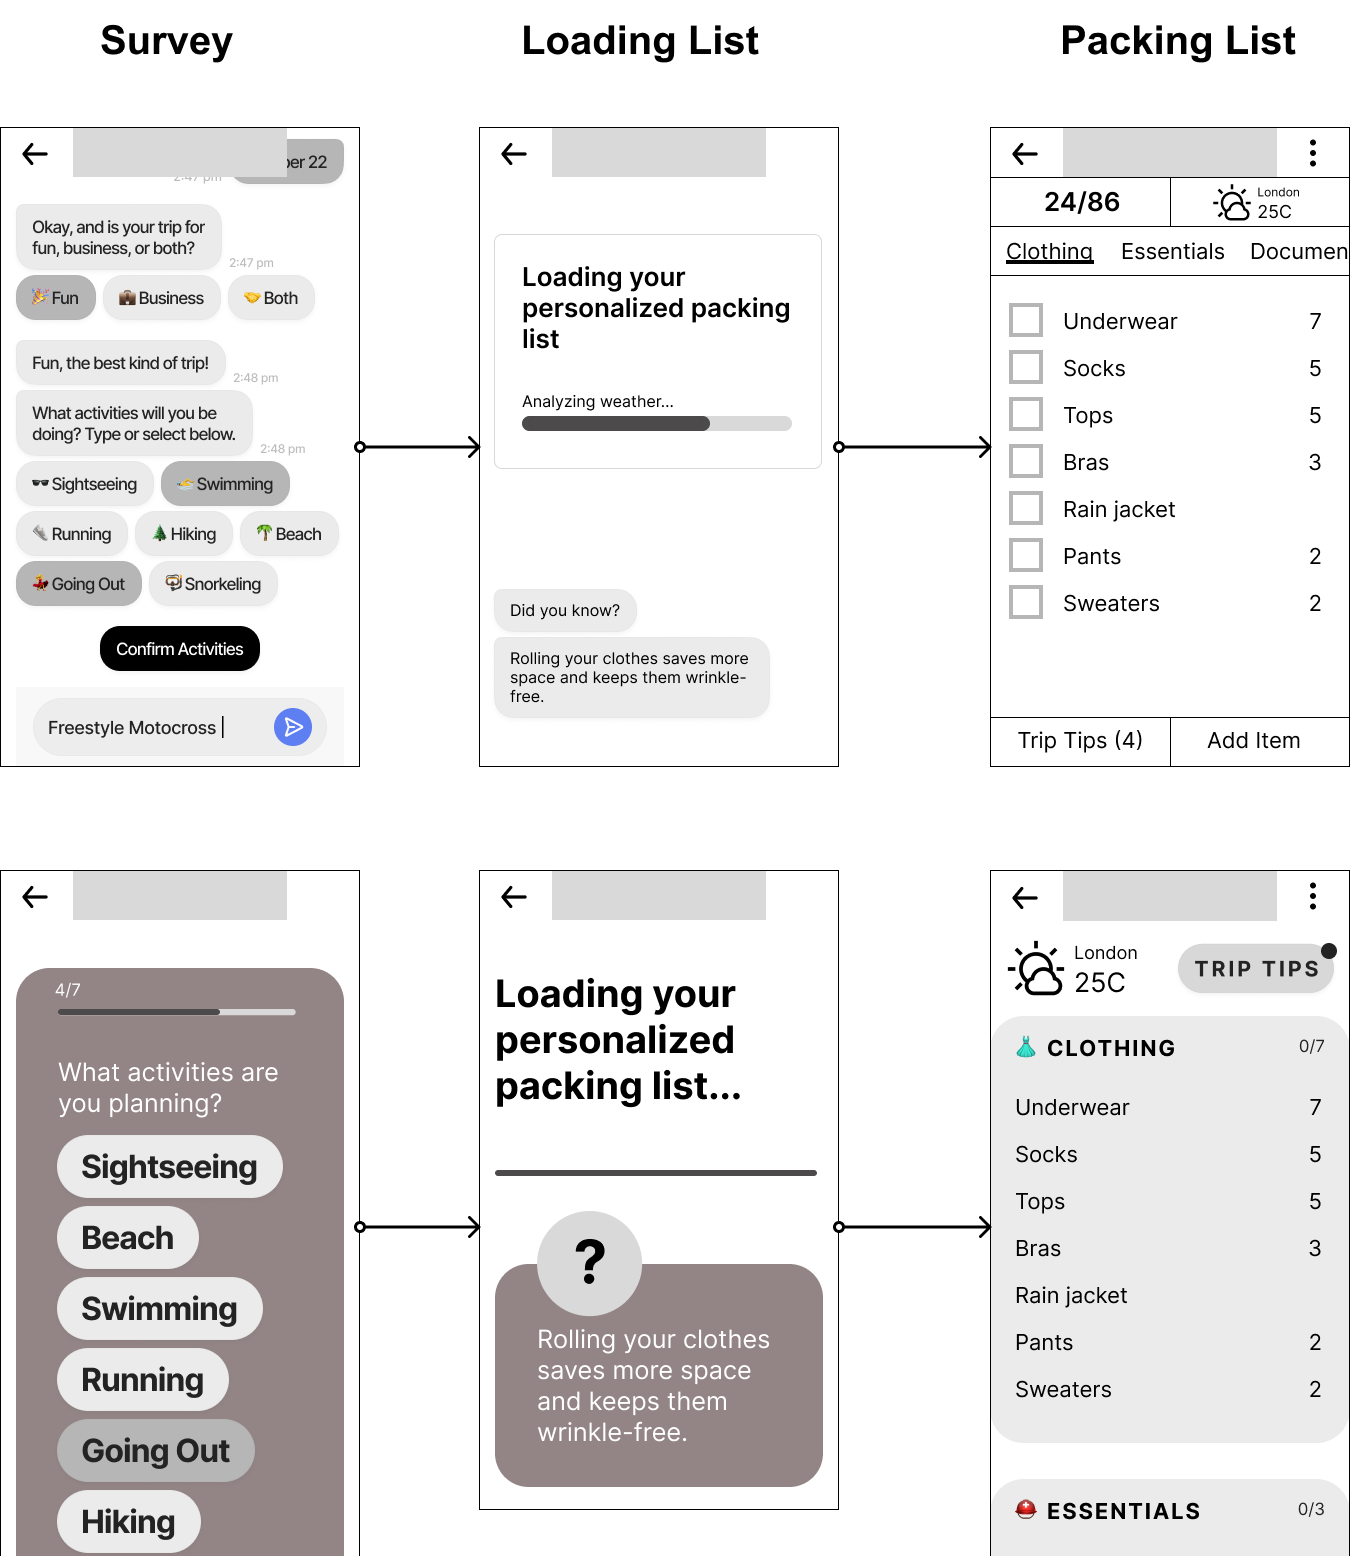 Survey
Loading List
Packing List
22
2:47 pm
Okay, and is your trip for
fun, business, or both?
2:47 pm
Fun
Business
Both
Fun, the best kind of trip!
2:48 pm
What activities will you be
doing? Type or select below.
2:48 pm
Sightseeing
Swimming
Running
Hiking
Beach
Going Out
Snorkeling
Confirm Activities
Freestyle Motocross
Loading your
personalized packing
list
Analyzing weather...
Did you know?
Rolling your clothes saves more
space and keeps them wrinkle-
free.
24/86
London
25C
Clothing Essentials Documen
Underwear 7
Socks 5
Tops 5
Bras 3
Rain jacket
Pants 2
Sweaters 2
Trip Tips (4) Add Item
4/7
What activities are
you planning?
Sightseeing
Beach
Swimming
Running
Going Out
Hiking
Loading your
personalized
packing list...
?
Rolling your clothes
saves more space
and keeps them
wrinkle-free.
London
25C
TRIP TIPS
CLOTHING 0/7
Underwear 7
Socks 5
Tops 5
Bras 3
Rain jacket
Pants 2
Sweaters 2
ESSENTIALS 0/3